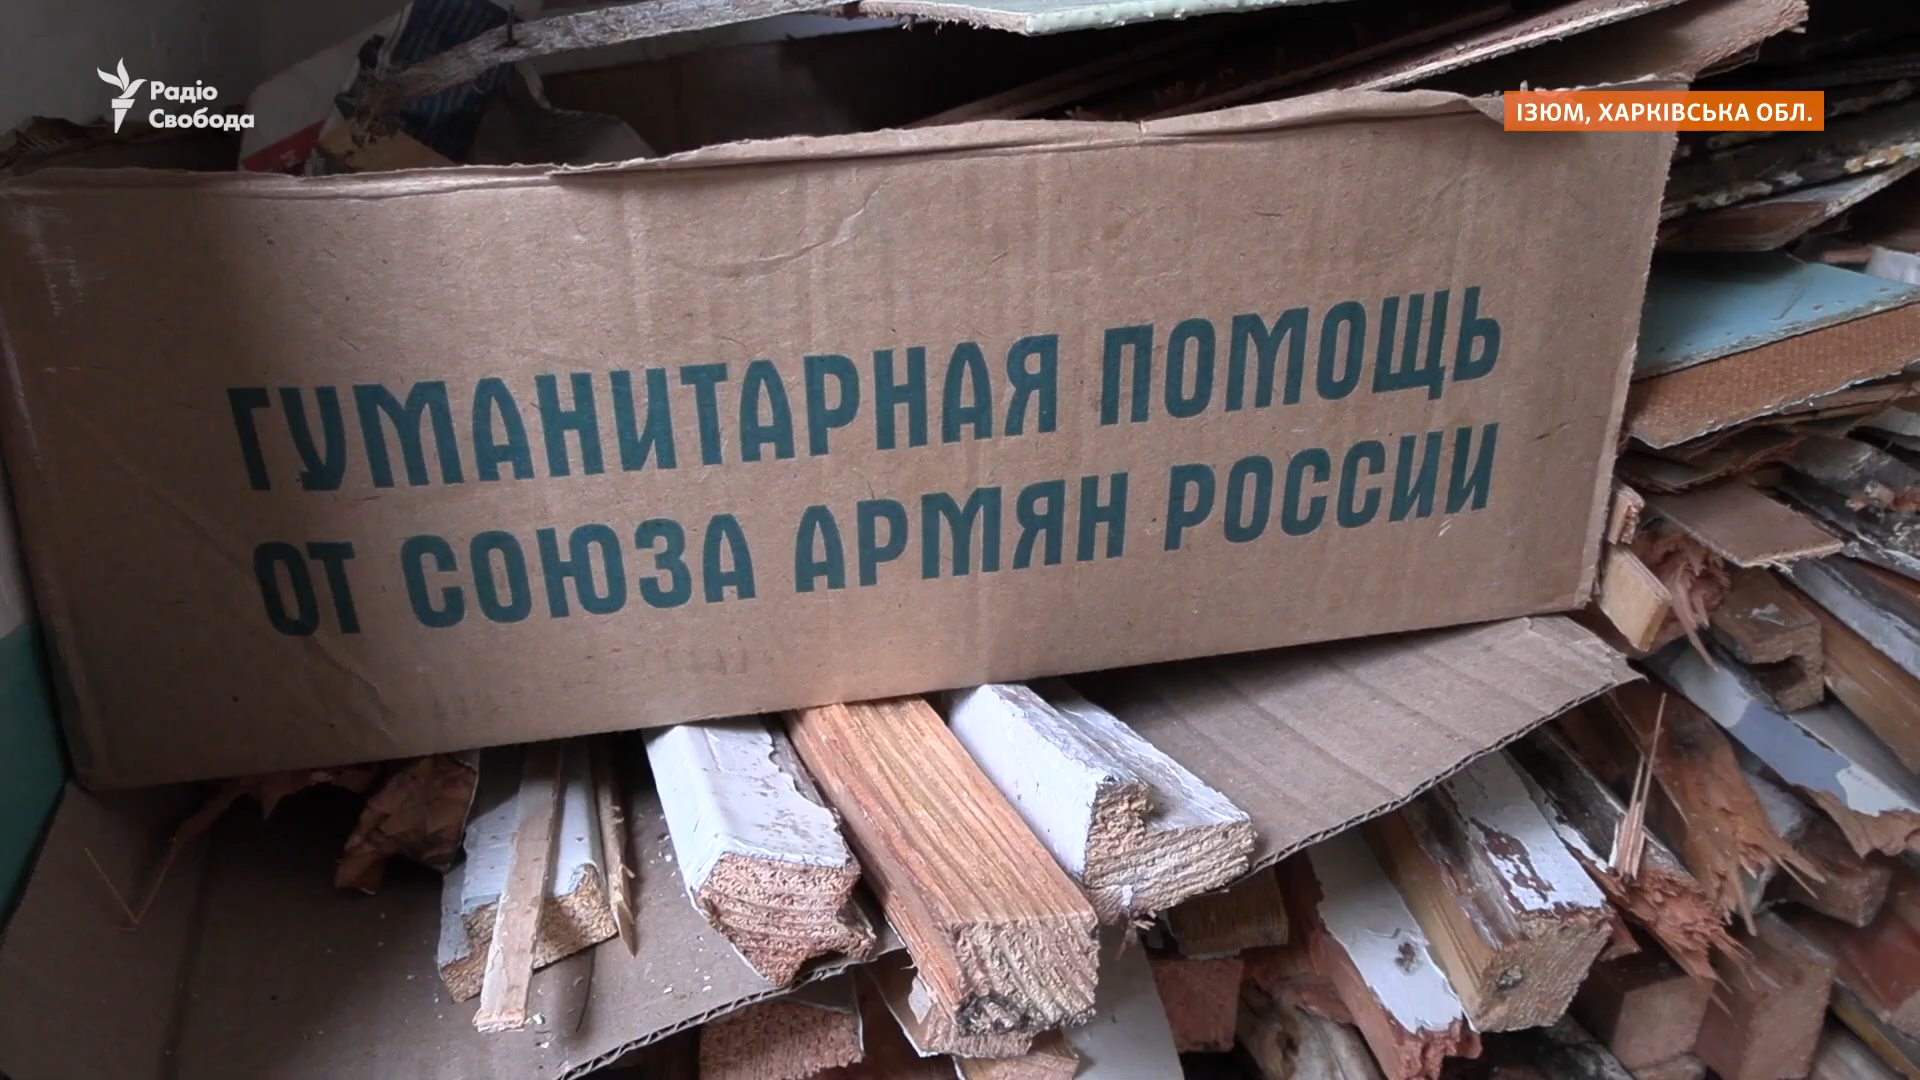 Радіо
Свобода
ІЗЮМ, ХАРКІВСЬКА ОБЛ.
ГУМАНИТАРНАЯ ПОМОЩЬ
ОТ СОЮЗА АРМЯН РОССИИ